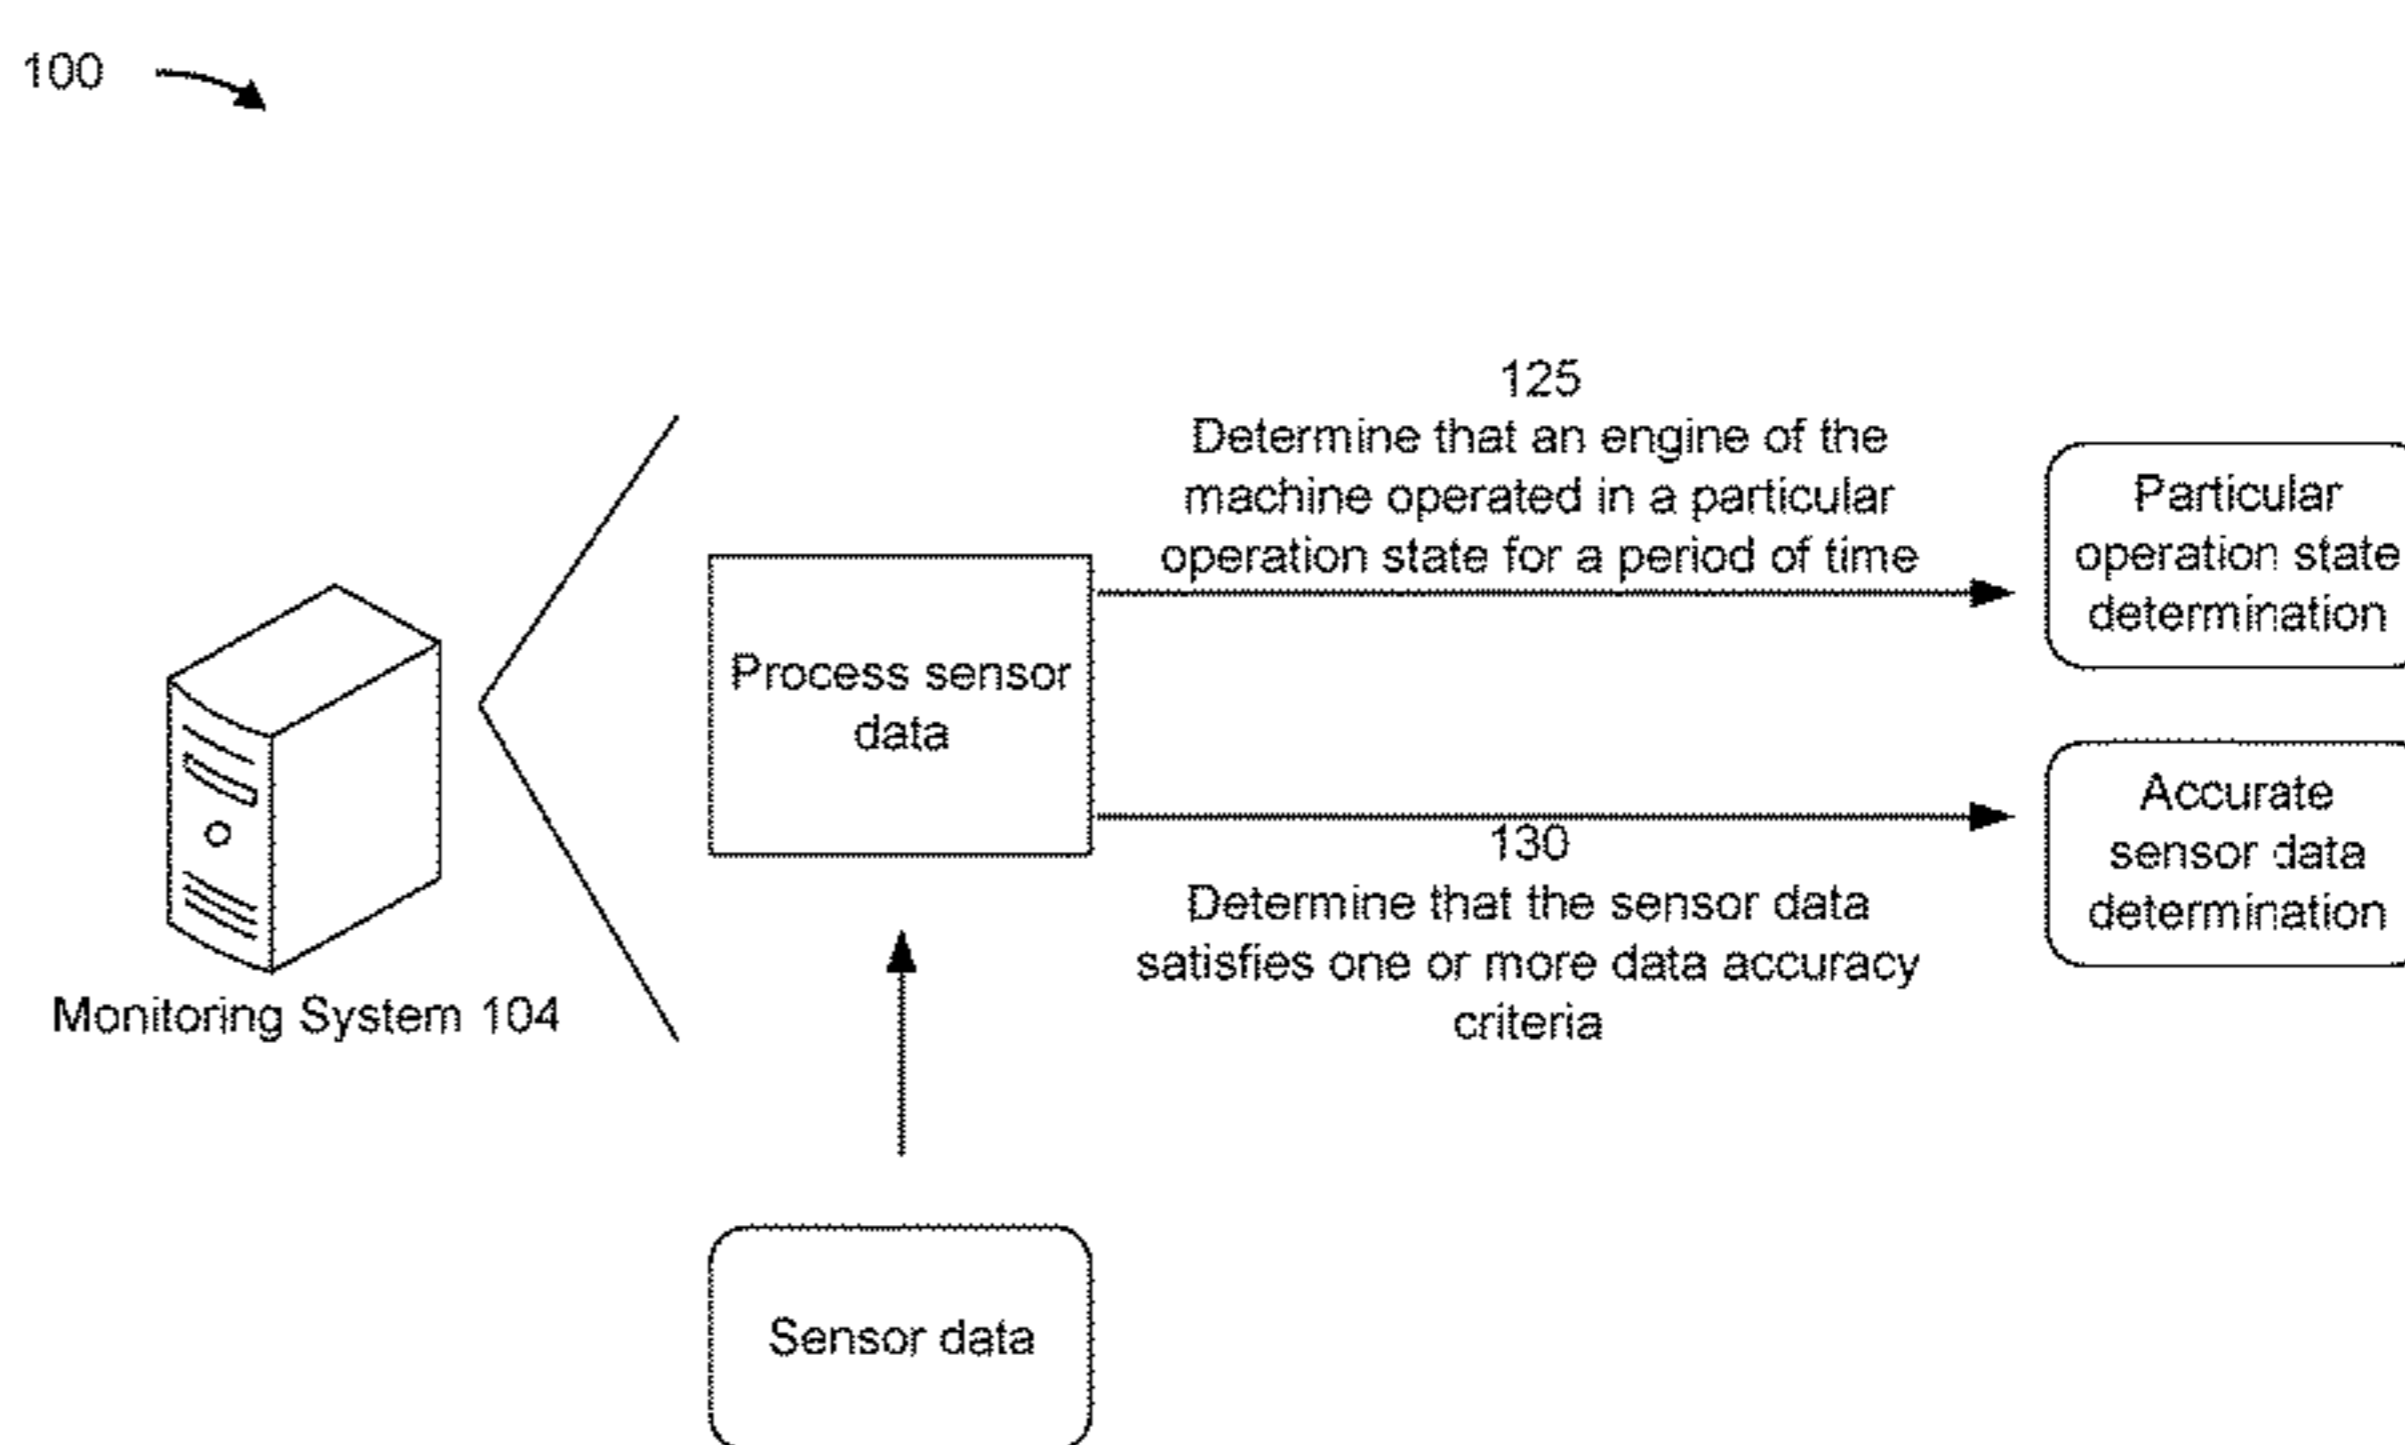 100
125
Determine that an engine of the
machine operated in a particular
operation state for a period of time
Particular
operation state
determination
Process sensor
data
Accurate
sensor data
determination
130
Determine that the sensor data
satisfies one or more data accuracy
criteria
Monitoring System 104
Sensor data